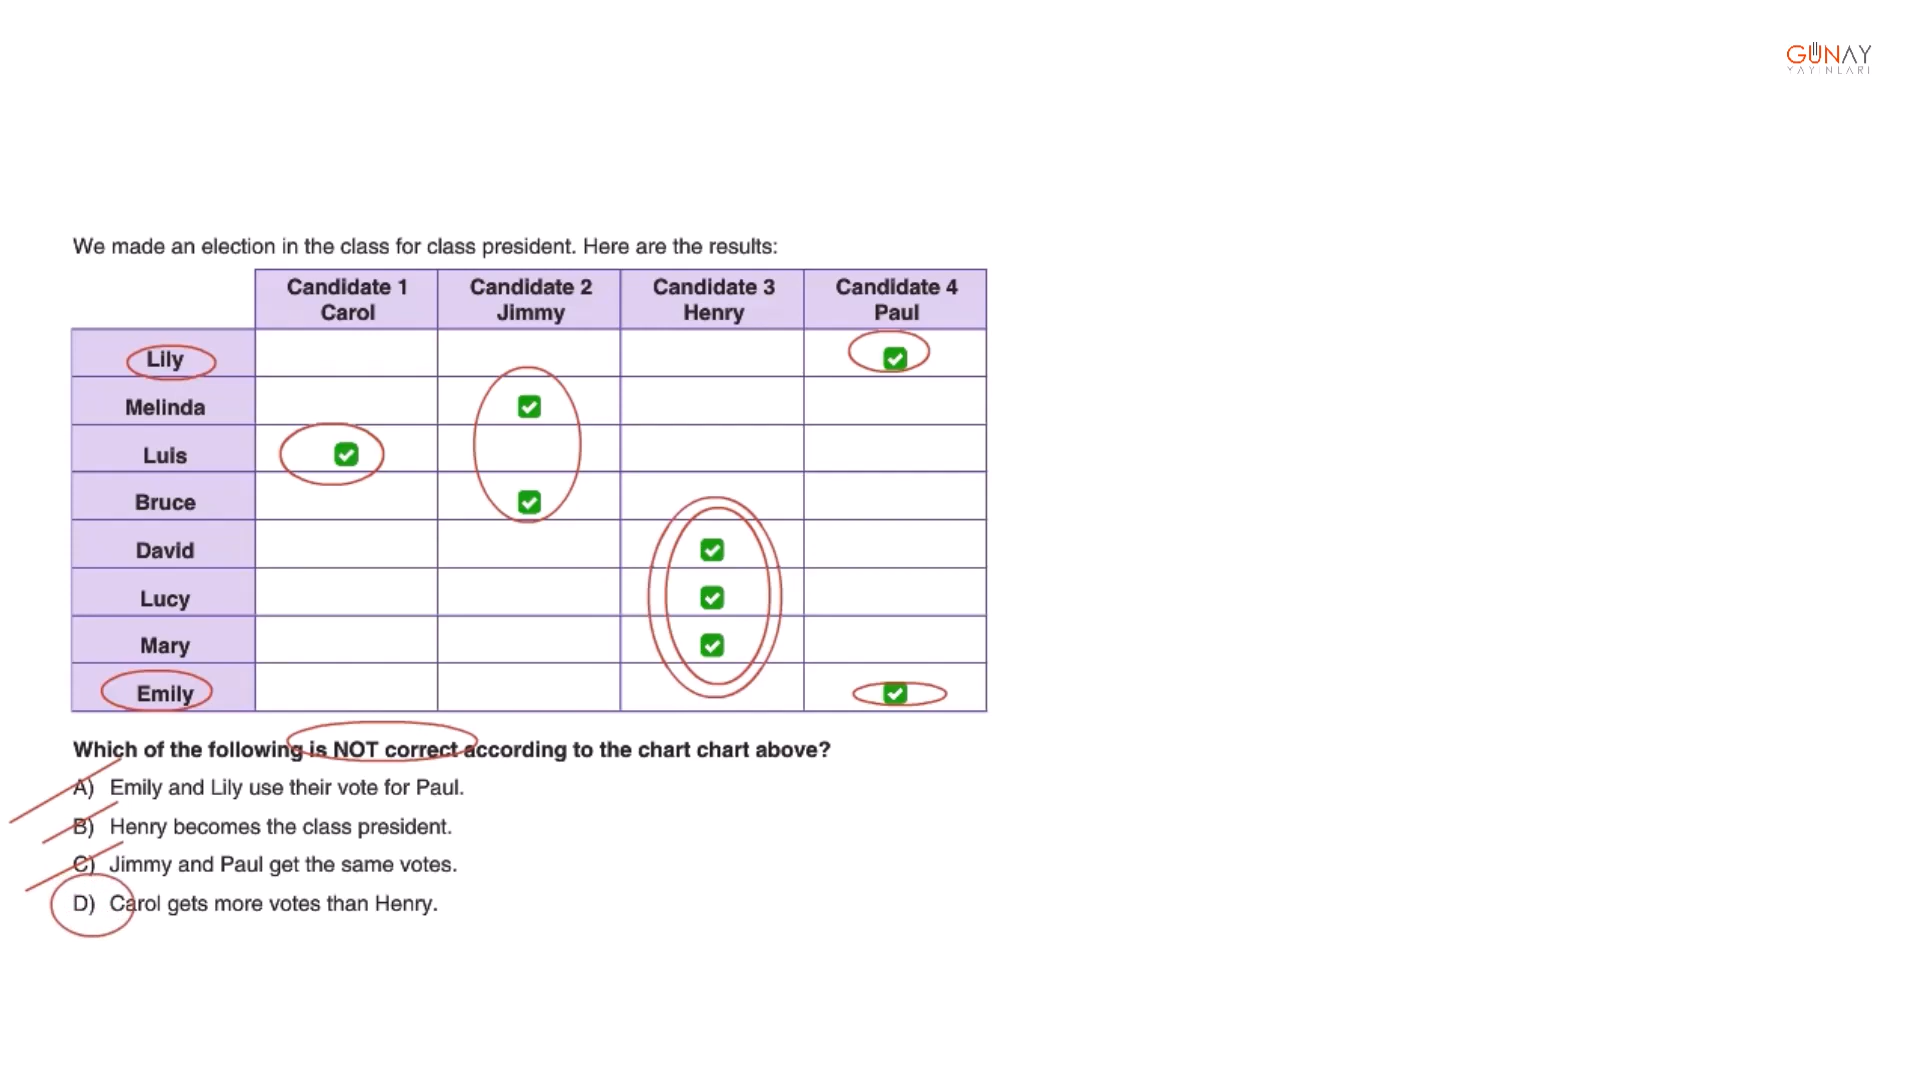 GÜNAY
YAYINLARI
We made an election in the class for class president. Here are the results:
Candidate 1 Candidate 2 Candidate 3 Candidate 4
Carol Jimmy Henry Paul
Lily
Melinda
Luis
Bruce
David
Lucy
Mary
Emily
Which of the following is NOT correct according to the chart chart above?
A) Emily and Lily use their vote for Paul.
B) Henry becomes the class president.
C) Jimmy and Paul get the same votes.
D) Carol gets more votes than Henry.